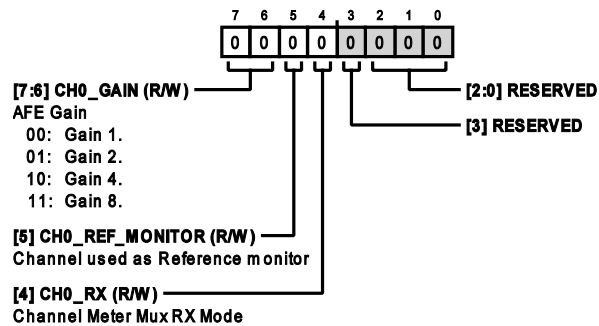 7 6 5 4 3 2 1 0
0 0 0 0 0 0 0 0
[7:6] CH0_GAIN (R/W)
[2:0] RESERVED
AFE Gain
[3] RESERVED
00: Gain 1.
01: Gain 2.
10: Gain 4.
11: Gain 8.
[5] CH0_REF_MONITOR (R/W)
Channel used as Reference monitor
[4] CH0_RX (R/W)
Channel Meter Mux RX Mode